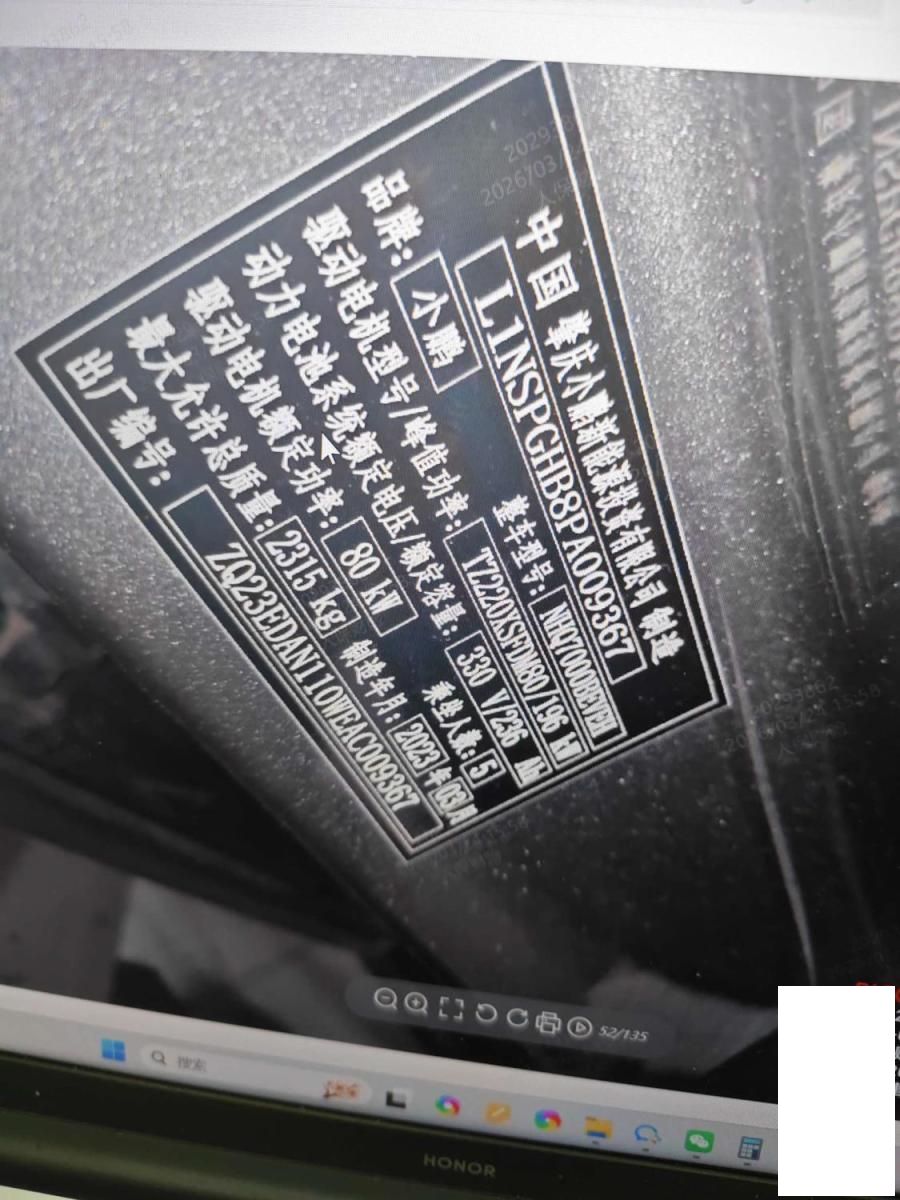 中国 肇庆小鹏新能源投资有限公司 制造
L1NSPGHB8PA009367
品牌：小鹏 整车型号：NHQ7000BEVSH
驱动电机型号/峰值功率：TZ220XSFDM80/196 kW
动力电池系统额定电压/额定容量：330 V/236 Ah
驱动电机额定功率：80 kW 乘坐人数：5
最大允许总质量：2315 kg 制造年月：2023年03月
出厂编号：ZQ23EDAN110WEAC009367
52/135
搜索
HONOR